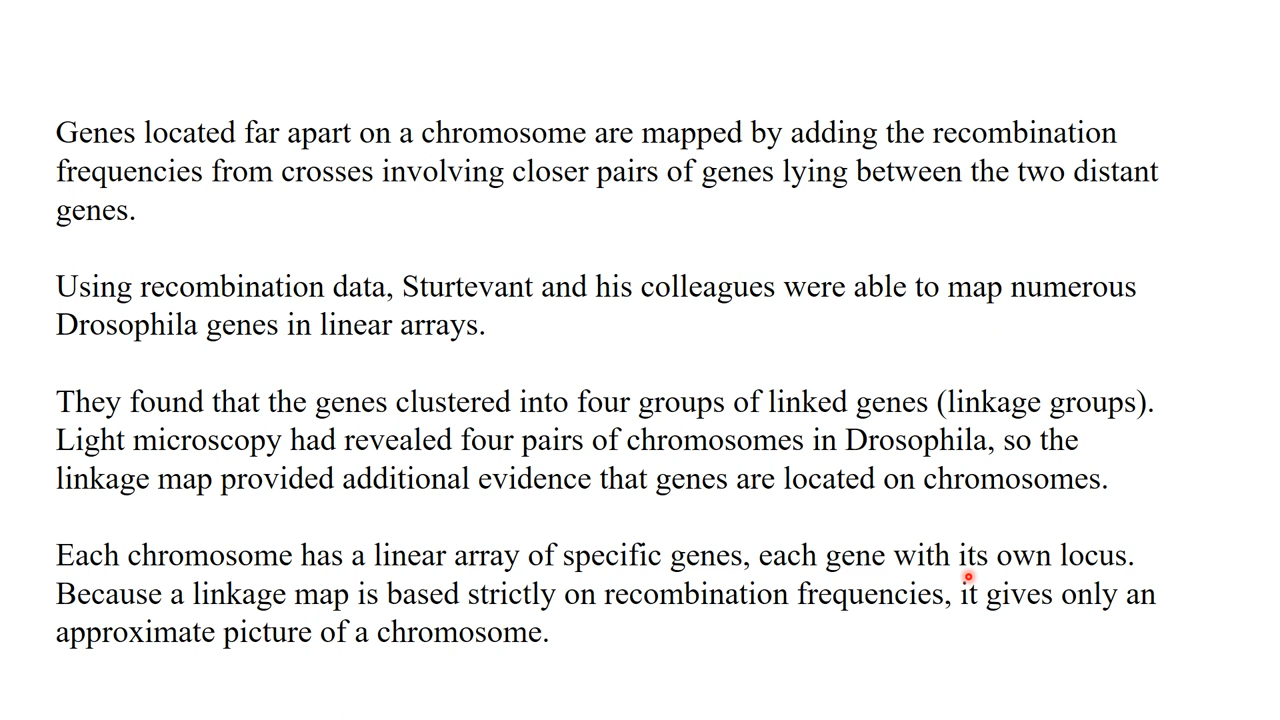 Genes located far apart on a chromosome are mapped by adding the recombination
frequencies from crosses involving closer pairs of genes lying between the two distant
genes.
Using recombination data, Sturtevant and his colleagues were able to map numerous
Drosophila genes in linear arrays.
They found that the genes clustered into four groups of linked genes (linkage groups).
Light microscopy had revealed four pairs of chromosomes in Drosophila, so the
linkage map provided additional evidence that genes are located on chromosomes.
Each chromosome has a linear array of specific genes, each gene with its own locus.
Because a linkage map is based strictly on recombination frequencies, it gives only an
approximate picture of a chromosome.